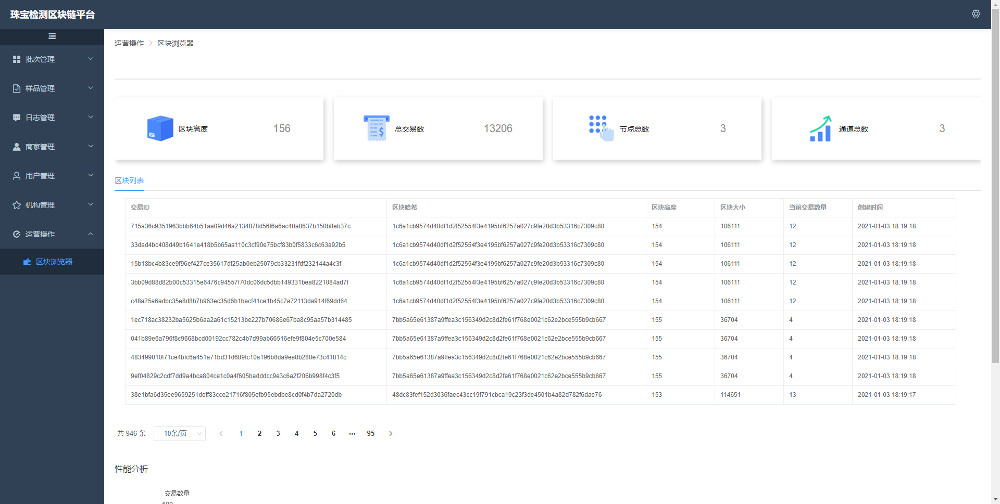 珠宝检测区块链平台
批次管理
样品管理
日志管理
商家管理
用户管理
机构管理
运营操作
区块浏览器
运营操作 区块浏览器
区块高度 156
总交易数 13206
节点总数 3
通道总数 3
区块列表
交易ID 区块哈希 区块高度 区块大小 当前交易数量 创建时间
715a36c9351963bbb64b51aa09d46a2134878d56f6a6ac40a8637b150b8eb37c 1c6a1cb9574d40df1d2f52554f3e4195bf6257a027c9fe20d3b53316c7309c80 154 106111 12 2021-01-03 18:19:18
33dad4bc408d49b1641e418b5b65aa110c3cf90e75bcf83b0f5833c6c63a92b5 1c6a1cb9574d40df1d2f52554f3e4195bf6257a027c9fe20d3b53316c7309c80 154 106111 12 2021-01-03 18:19:18
15b18bc4b83ce9f96ef427ce35617df25ab0eb25079cb33231fdf232144a4c3f 1c6a1cb9574d40df1d2f52554f3e4195bf6257a027c9fe20d3b53316c7309c80 154 106111 12 2021-01-03 18:19:18
3bb09d88d82b00c53315e6476c94557f70dc06dc5dbb149331bea8221084ad7f 1c6a1cb9574d40df1d2f52554f3e4195bf6257a027c9fe20d3b53316c7309c80 154 106111 12 2021-01-03 18:19:18
c48a25a6adbc35e8d8b7b963ec35d6b1bacf41ce1b45c7a72113da914f69dd64 1c6a1cb9574d40df1d2f52554f3e4195bf6257a027c9fe20d3b53316c7309c80 154 106111 12 2021-01-03 18:19:18
1ec718ac38232ba5625b6aa2a61c15213be227b70686e67ba8c95aa57b314485 7bb5a65e61387a9ffea3c156349d2c8d2fe61f768e0021c62e2bce555b9cb667 155 36704 4 2021-01-03 18:19:18
041b89e6a796f8c9668bcd00192cc782c4b7d99ab66516efe9f804e5c700e584 7bb5a65e61387a9ffea3c156349d2c8d2fe61f768e0021c62e2bce555b9cb667 155 36704 4 2021-01-03 18:19:18
483499010f71ce4bfc6a451a71bd31d689fc10a196b8da9ea8b280e73c41814c 7bb5a65e61387a9ffea3c156349d2c8d2fe61f768e0021c62e2bce555b9cb667 155 36704 4 2021-01-03 18:19:18
9ef04829c2cdf7dd9a4bca804ce1c0a4f605badddcc9e3c6a2f206b998f4c3f5 7bb5a65e61387a9ffea3c156349d2c8d2fe61f768e0021c62e2bce555b9cb667 155 36704 4 2021-01-03 18:19:18
38e1bfa6d35ee9659251deff83cce21716f805efb95ebdbe8cd0f4b7da2720db 48dc83fef152d3036faec43cc19f791cbca19c23f3de4501b4a82d782f6dae76 153 114651 13 2021-01-03 18:19:17
共 946 条 10条/页 1 2 3 4 5 6 ••• 95
性能分析
交易数量
600